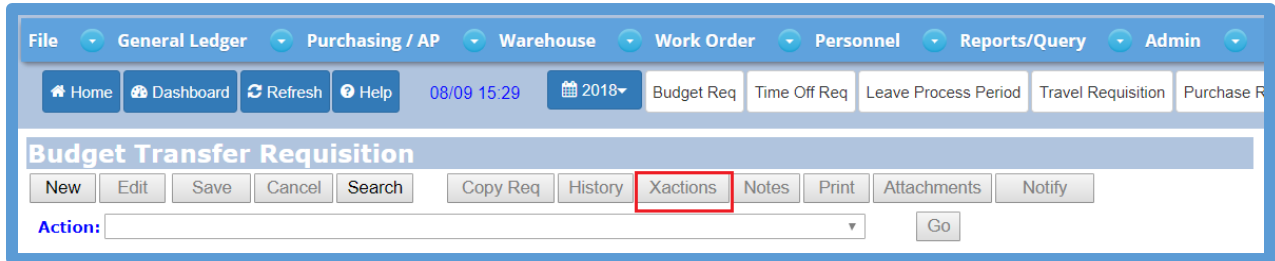 File General Ledger Purchasing / AP Warehouse Work Order Personnel Reports/Query Admin
Home Dashboard Refresh Help 08/09 15:29 2018 Budget Req Time Off Req Leave Process Period Travel Requisition Purchase R
Budget Transfer Requisition
New Edit Save Cancel Search Copy Req History Xactions Notes Print Attachments Notify
Action: Go